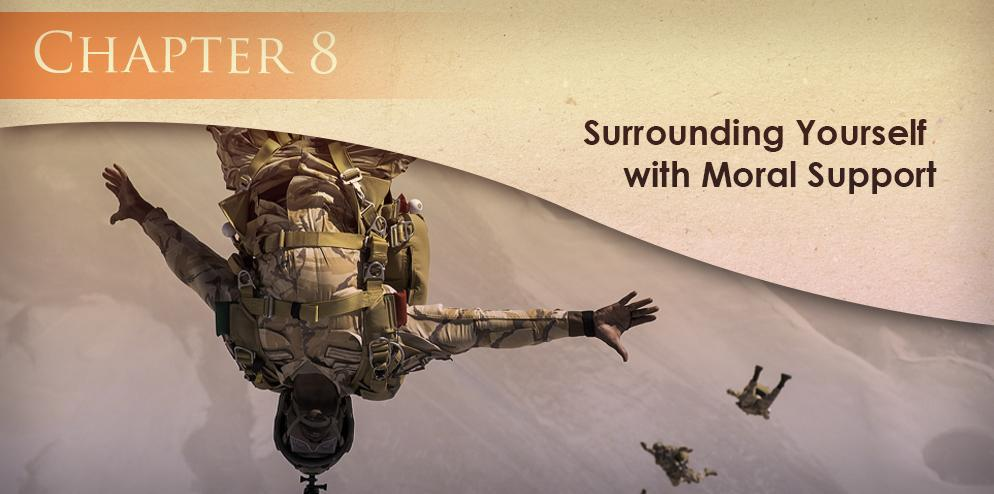 CHAPTER 8
Surrounding Yourself
with Moral Support